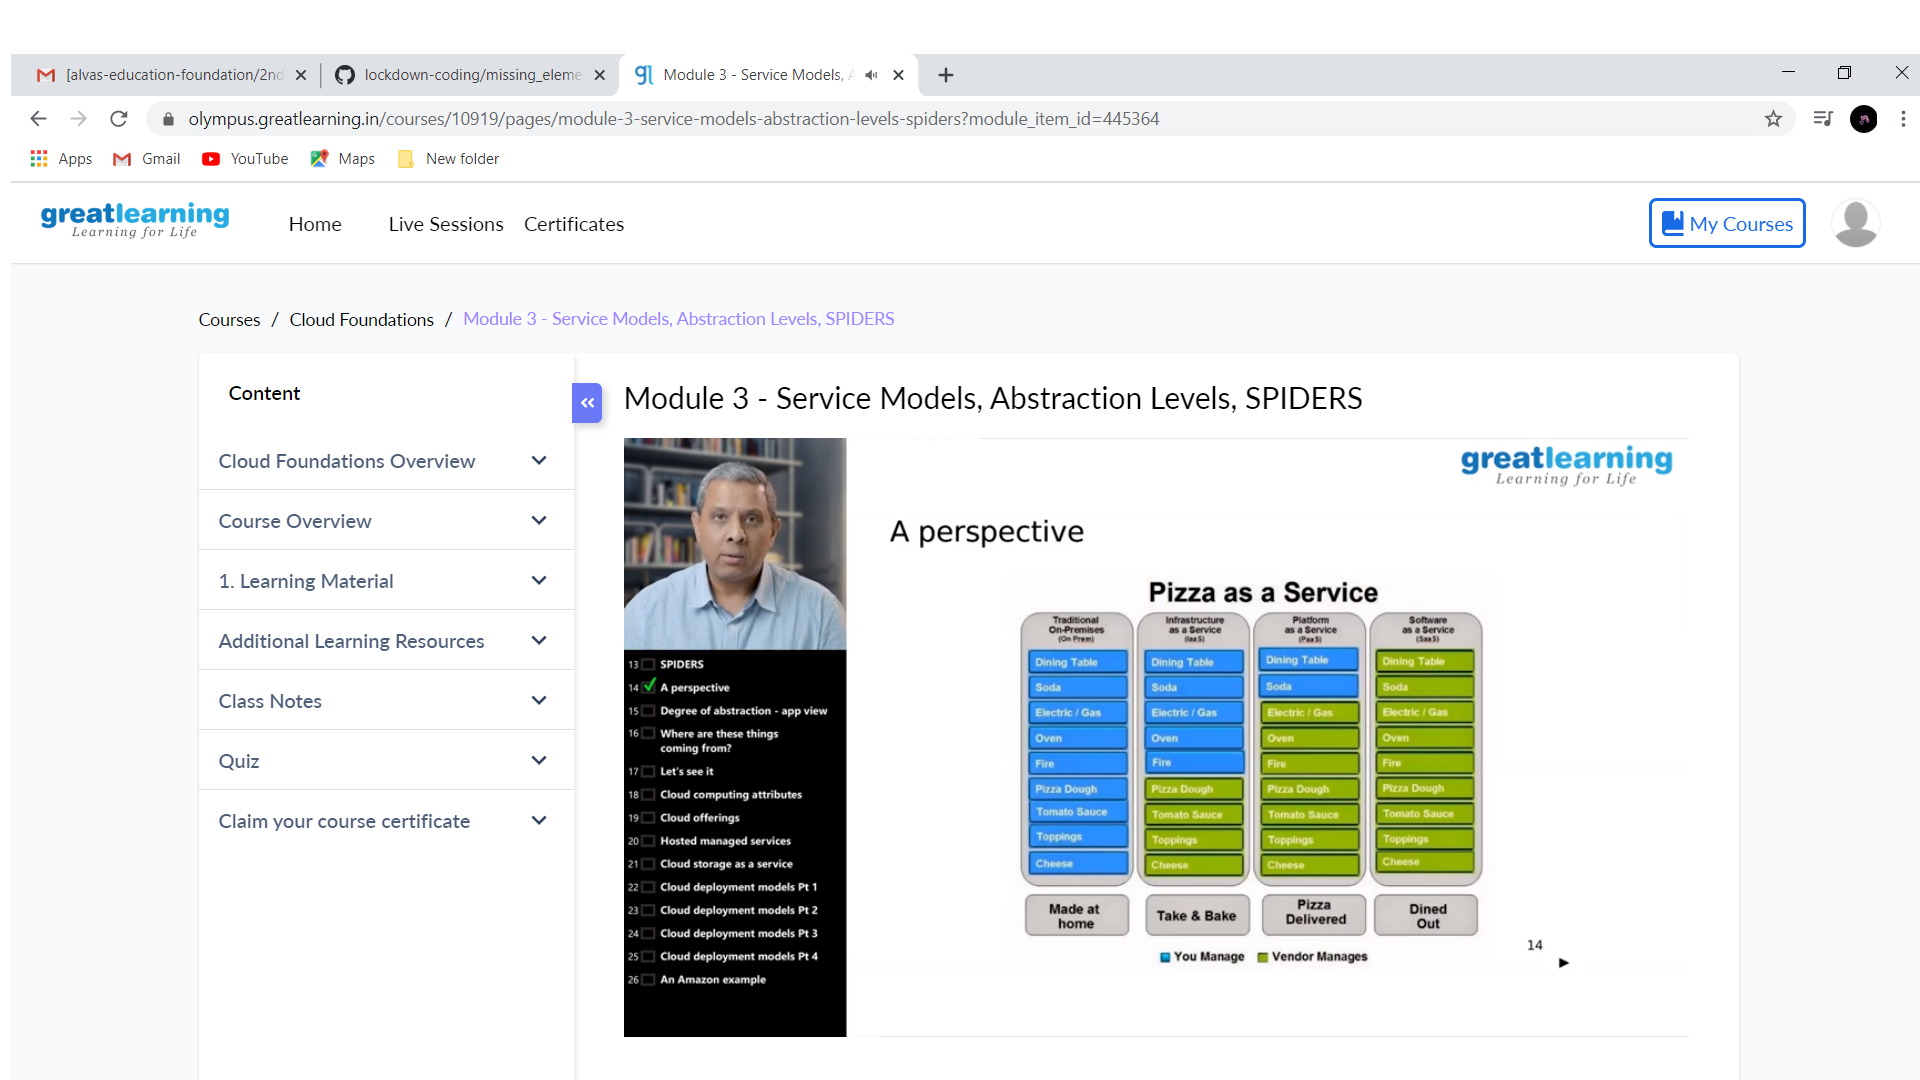 [alvas-education-foundation/2nd
lockdown-coding/missing_eleme
Module 3 - Service Models, A
olympus.greatlearning.in/courses/10919/pages/module-3-service-models-abstraction-levels-spiders?module_item_id=445364
Apps
Gmail
YouTube
Maps
New folder
greatlearning
Learning for Life
Home
Live Sessions
Certificates
My Courses
Courses / Cloud Foundations / Module 3 - Service Models, Abstraction Levels, SPIDERS
Content
Cloud Foundations Overview
Course Overview
1. Learning Material
Additional Learning Resources
Class Notes
Quiz
Claim your course certificate
Module 3 - Service Models, Abstraction Levels, SPIDERS
13 SPIDERS
14 A perspective
15 Degree of abstraction - app view
16 Where are these things
coming from?
17 Let's see it
18 Cloud computing attributes
19 Cloud offerings
20 Hosted managed services
21 Cloud storage as a service
22 Cloud deployment models Pt 1
23 Cloud deployment models Pt 2
24 Cloud deployment models Pt 3
25 Cloud deployment models Pt 4
26 An Amazon example
greatlearning
Learning for Life
A perspective
Pizza as a Service
Traditional
On-Premises
(On Prem)
Dining Table
Soda
Electric / Gas
Oven
Fire
Pizza Dough
Tomato Sauce
Toppings
Cheese
Made at
home
Infrastructure
as a Service
(IaaS)
Dining Table
Soda
Electric / Gas
Oven
Fire
Pizza Dough
Tomato Sauce
Toppings
Cheese
Take & Bake
Platform
as a Service
(PaaS)
Dining Table
Soda
Electric / Gas
Oven
Fire
Pizza Dough
Tomato Sauce
Toppings
Cheese
Pizza
Delivered
Software
as a Service
(SaaS)
Dining Table
Soda
Electric / Gas
Oven
Fire
Pizza Dough
Tomato Sauce
Toppings
Cheese
Dined
Out
You Manage
Vendor Manages
14